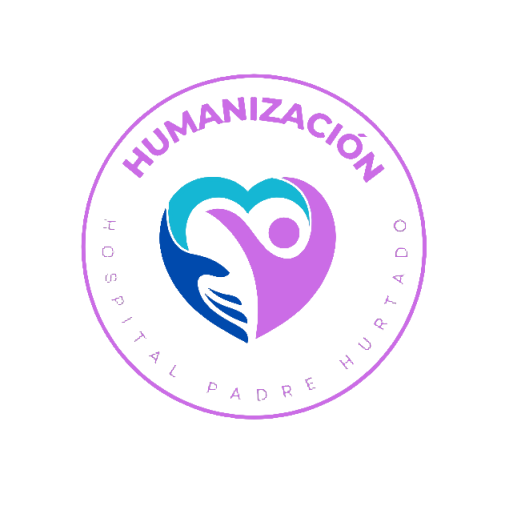 HUMANIZACIÓN
HOSPITAL PADRE HURTADO